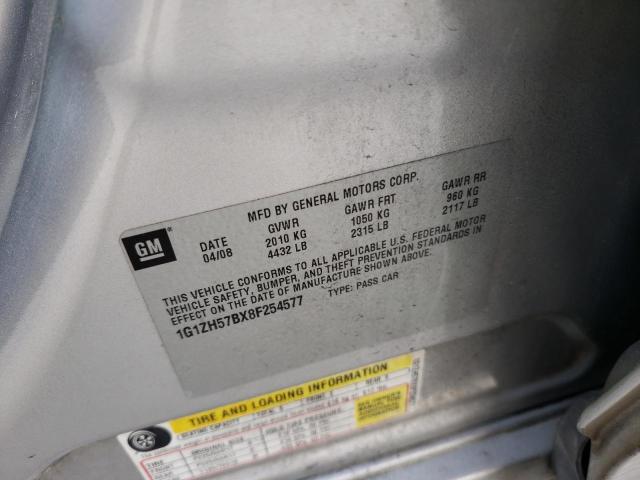 MFD BY GENERAL MOTORS CORP.
GM
DATE GVWR GAWR FRT GAWR RR
04/08 2010 KG 1050 KG 960 KG
4432 LB 2315 LB 2117 LB
THIS VEHICLE CONFORMS TO ALL APPLICABLE U.S. FEDERAL MOTOR
VEHICLE SAFETY, BUMPER, AND THEFT PREVENTION STANDARDS IN
EFFECT ON THE DATE OF MANUFACTURE SHOWN ABOVE.
1G1ZH57BX8F254577 TYPE: PASS CAR
TIRE AND LOADING INFORMATION
SEATING CAPACITY
TIRE